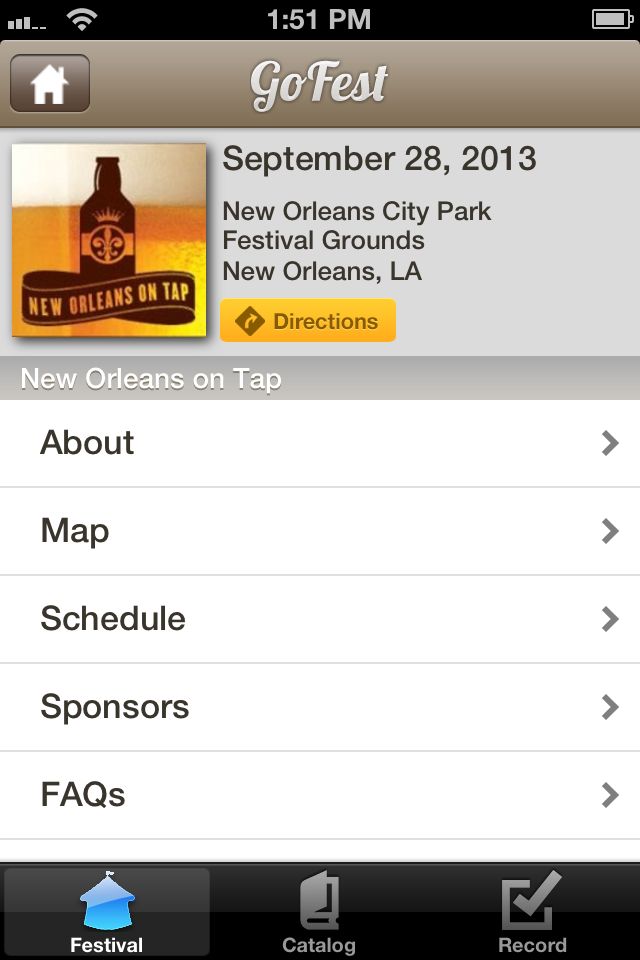 1:51 PM
GoFest
September 28, 2013
New Orleans City Park
Festival Grounds
New Orleans, LA
NEW ORLEANS ON TAP
Directions
New Orleans on Tap
About
Map
Schedule
Sponsors
FAQs
Festival
Catalog
Record